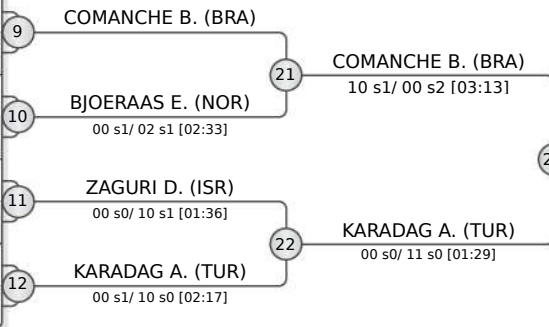 9
COMANCHE B. (BRA)
21
COMANCHE B. (BRA)
10 s1/ 00 s2 [03:13]
10
BJOERAAS E. (NOR)
00 s1/ 02 s1 [02:33]
11
ZAGURI D. (ISR)
00 s0/ 10 s1 [01:36]
22
KARADAG A. (TUR)
00 s0/ 11 s0 [01:29]
12
KARADAG A. (TUR)
00 s1/ 10 s0 [02:17]